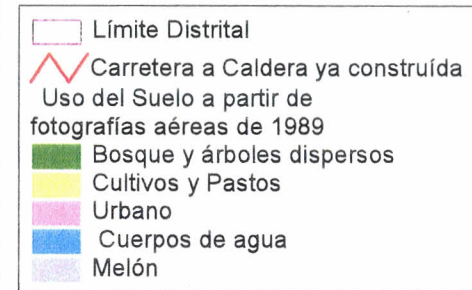 Límite Distrital
Carretera a Caldera ya construída
Uso del Suelo a partir de
fotografías aéreas de 1989
Bosque y árboles dispersos
Cultivos y Pastos
Urbano
Cuerpos de agua
Melón